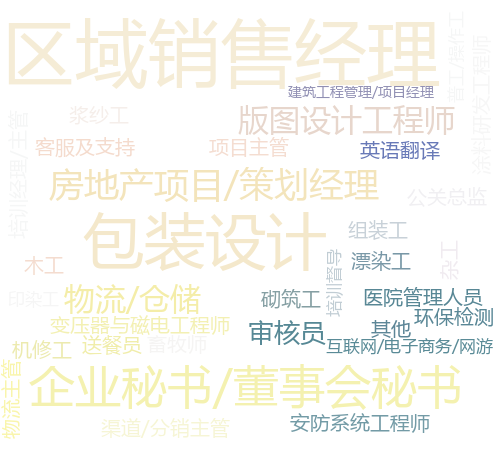 区域销售经理
普工/操作工
涂料研发工程师
建筑工程管理/项目经理
浆纱工
版图设计工程师
培训经理/主管
客服及支持
项目主管
英语翻译
房地产项目/策划经理
公关总监
包装设计
组装工
杂工
木工
漂染工
培训督导
印染工
物流/仓储
砌筑工
医院管理人员
变压器与磁电工程师
审核员
其他
环保检测
机修工
送餐员
畜牧师
互联网/电子商务/网游
物流主管
企业秘书/董事会秘书
渠道/分销主管
安防系统工程师